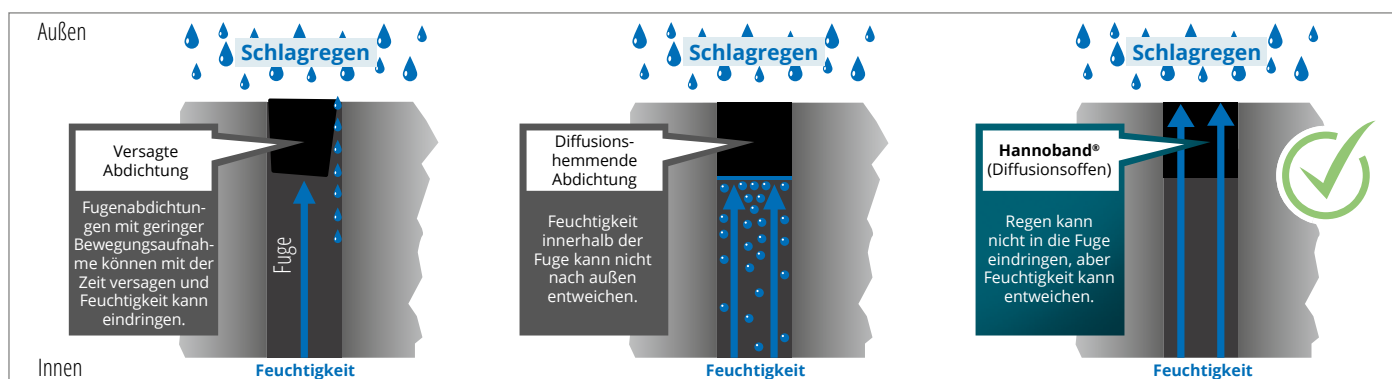 Außen
Schlagregen
Versagte
Abdichtung
Fugenabdichtun-
gen mit geringer
Bewegungsaufnah-
me können mit der
Zeit versagen und
Feuchtigkeit kann
eindringen.
Fuge
Feuchtigkeit
Schlagregen
Diffusions-
hemmende
Abdichtung
Feuchtigkeit
innerhalb der
Fuge kann nicht
nach außen
entweichen.
Feuchtigkeit
Schlagregen
Hannoband®
(Diffusionsoffen)
Regen kann
nicht in die Fuge
eindringen, aber
Feuchtigkeit kann
entweichen.
Feuchtigkeit
Innen